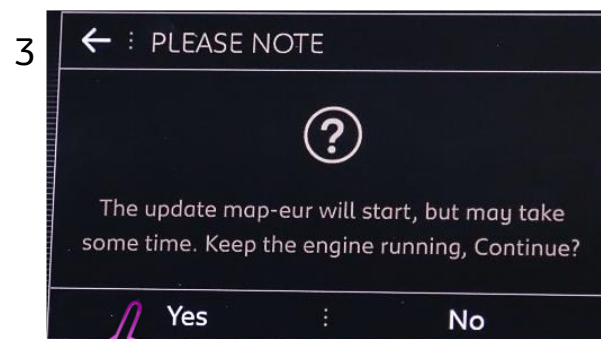 3
← ⋮ PLEASE NOTE
?
The update map-eur will start, but may take
some time. Keep the engine running, Continue?
Yes ⋮ No